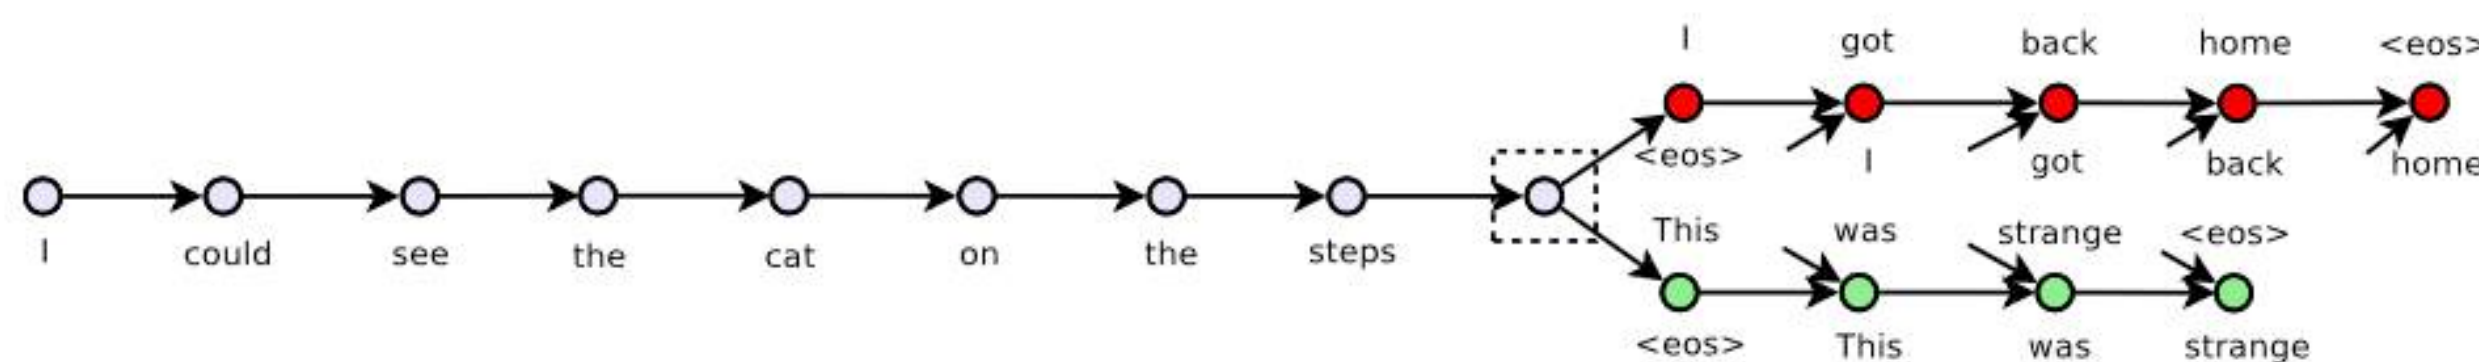 I got back home <eos>
<eos> I got back home
I could see the cat on the steps
This was strange <eos>
<eos> This was strange